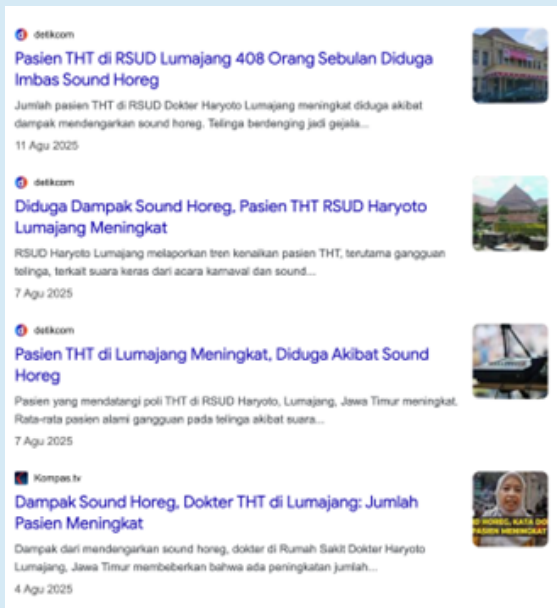 detikcom
Pasien THT di RSUD Lumajang 408 Orang Sebulan Diduga
Imbas Sound Horeg
Jumlah pasien THT di RSUD Dokter Haryoto Lumajang meningkat diduga akibat
dampak mendengarkan sound horeg. Telinga berdenging jadi gejala...
11 Agu 2025
detikcom
Diduga Dampak Sound Horeg, Pasien THT RSUD Haryoto
Lumajang Meningkat
RSUD Haryoto Lumajang melaporkan tren kenaikan pasien THT, terutama gangguan
telinga, terkait suara keras dari acara karnaval dan sound...
7 Agu 2025
detikcom
Pasien THT di Lumajang Meningkat, Diduga Akibat Sound
Horeg
Pasien yang mendatangi poli THT di RSUD Haryoto, Lumajang, Jawa Timur meningkat.
Rata-rata pasien alami gangguan pada telinga akibat suara...
7 Agu 2025
Kompas.tv
Dampak Sound Horeg, Dokter THT di Lumajang: Jumlah
Pasien Meningkat
Dampak dari mendengarkan sound horeg, dokter di Rumah Sakit Dokter Haryoto
Lumajang, Jawa Timur membeberkan bahwa ada peningkatan jumlah...
4 Agu 2025
D HOREG, KATA DO
PASIEN MENINGKAT